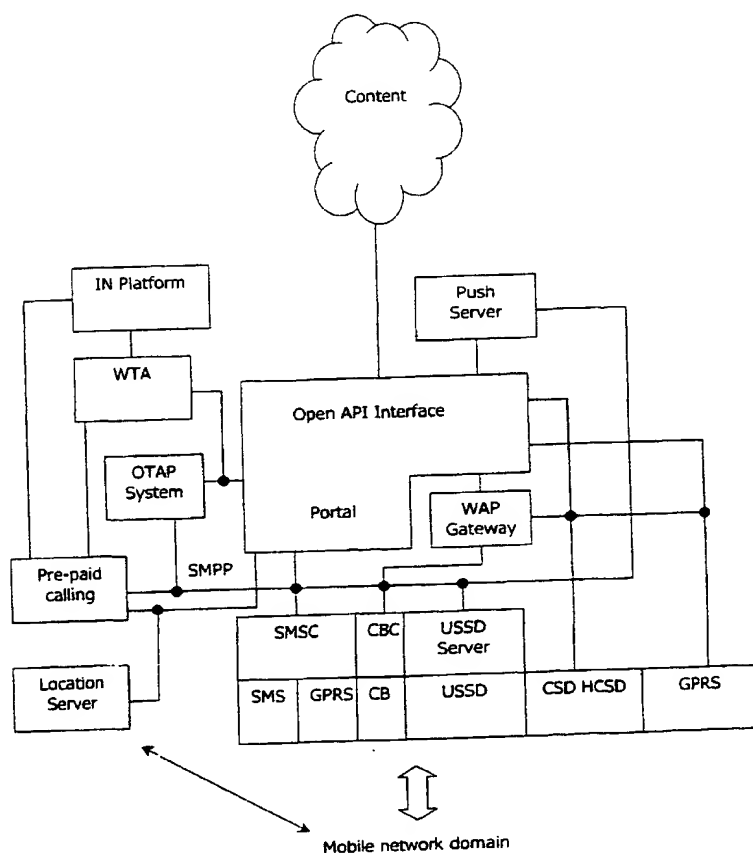 Content
IN Platform
Push
Server
WTA
Open API Interface
OTAP
System
Portal
WAP
Gateway
SMPP
Pre-paid
calling
SMSC
CBC
USSD
Server
Location
Server
SMS
GPRS
CB
USSD
CSD HCSD
GPRS
Mobile network domain